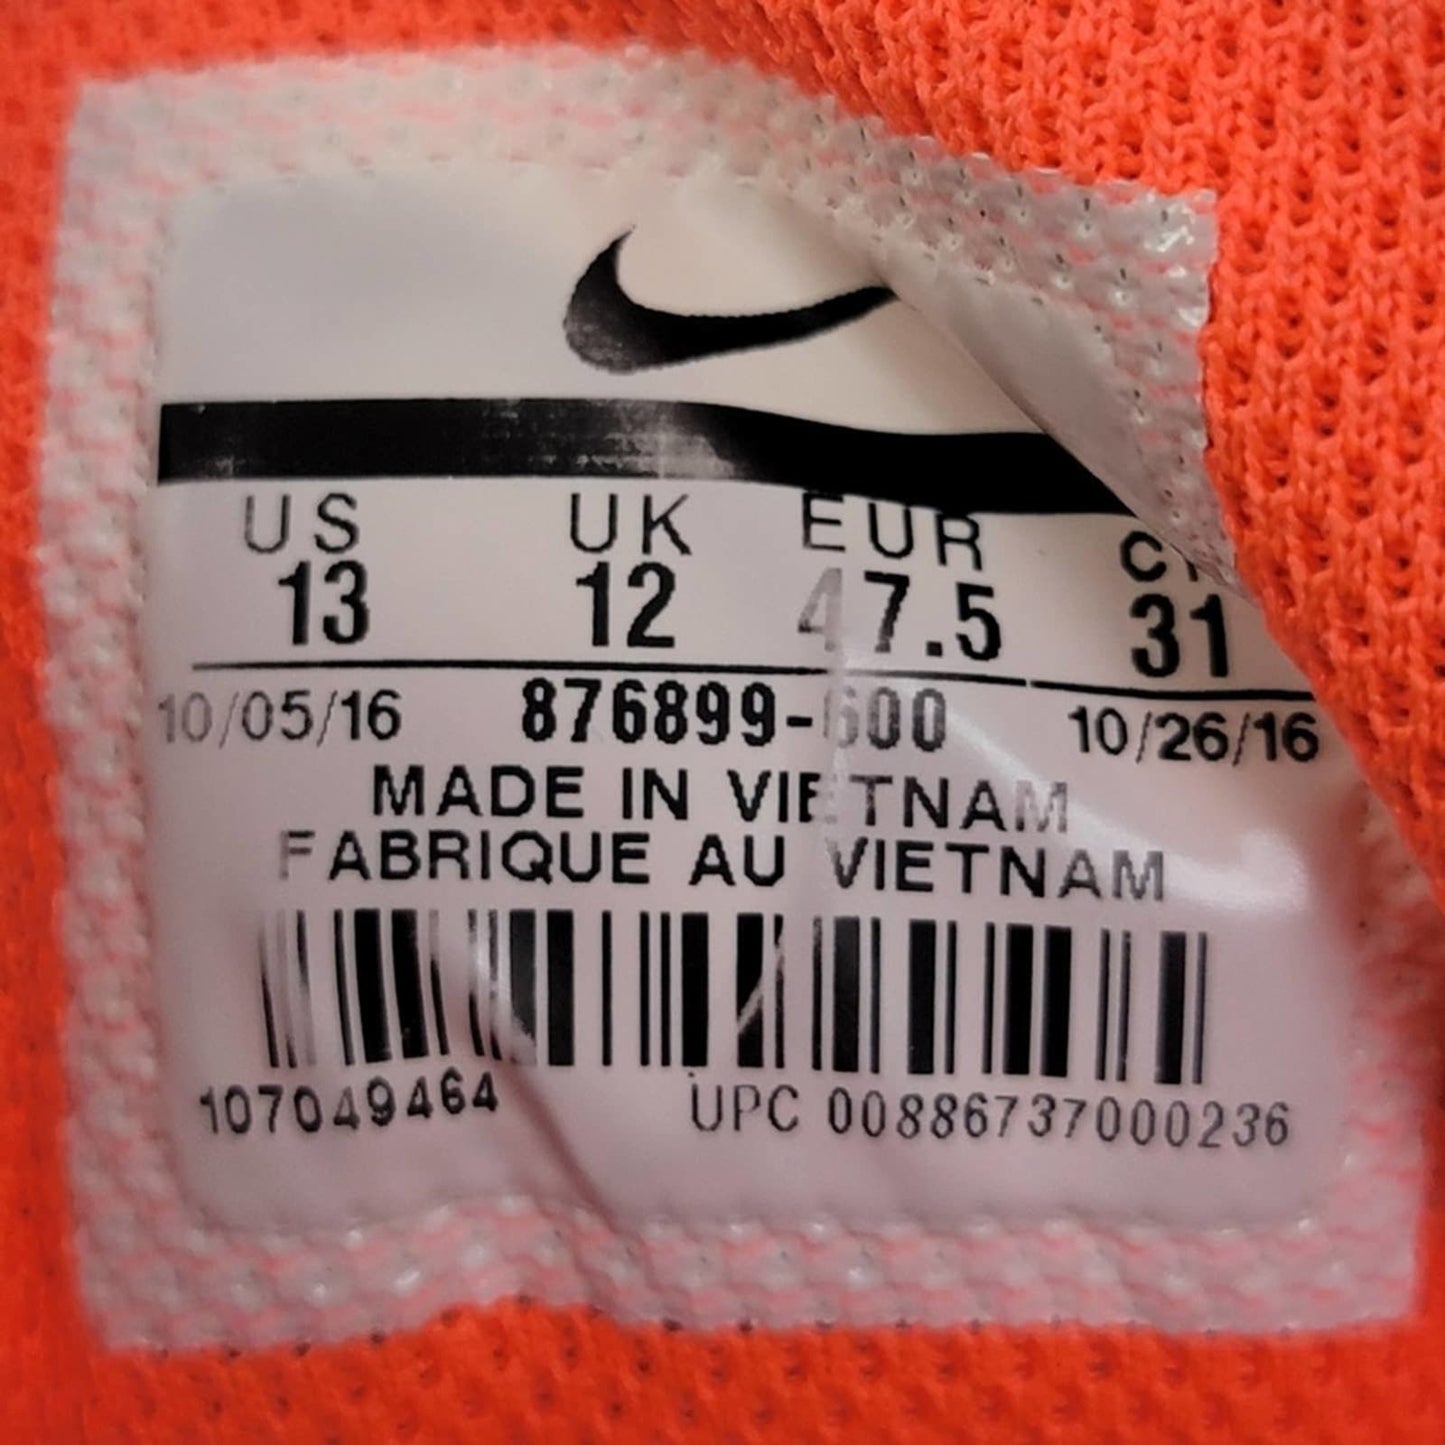 US UK EUR
13 12 47.5 31
10/05/16 876899-600 10/26/16
MADE IN VIETNAM
FABRIQUE AU VIETNAM
107049464 UPC 00886737000236